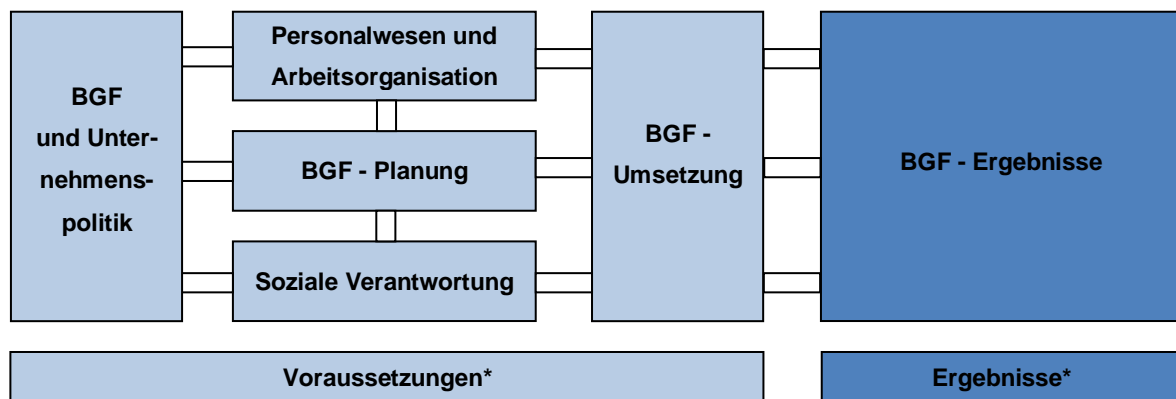 BGF
und Unter-
nehmens-
politik
Personalwesen und
Arbeitsorganisation
BGF - Planung
Soziale Verantwortung
BGF -
Umsetzung
BGF - Ergebnisse
Voraussetzungen*
Ergebnisse*